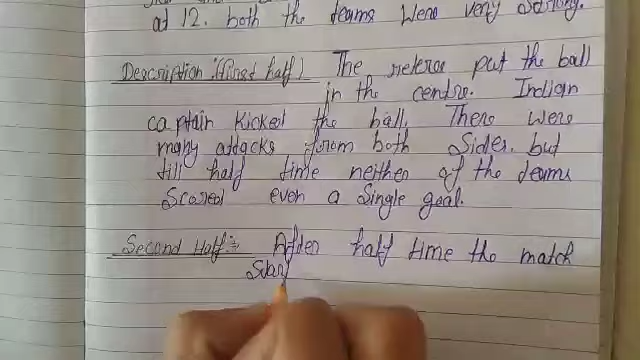 at 12. both the teams were very strong.
Description :(First half) The referee put the ball
in the centre. Indian
captain kicked the ball. There were
many attacks from both sides. but
till half time neither of the teams
scored even a single goal.
Second Half:- After half time the match
star